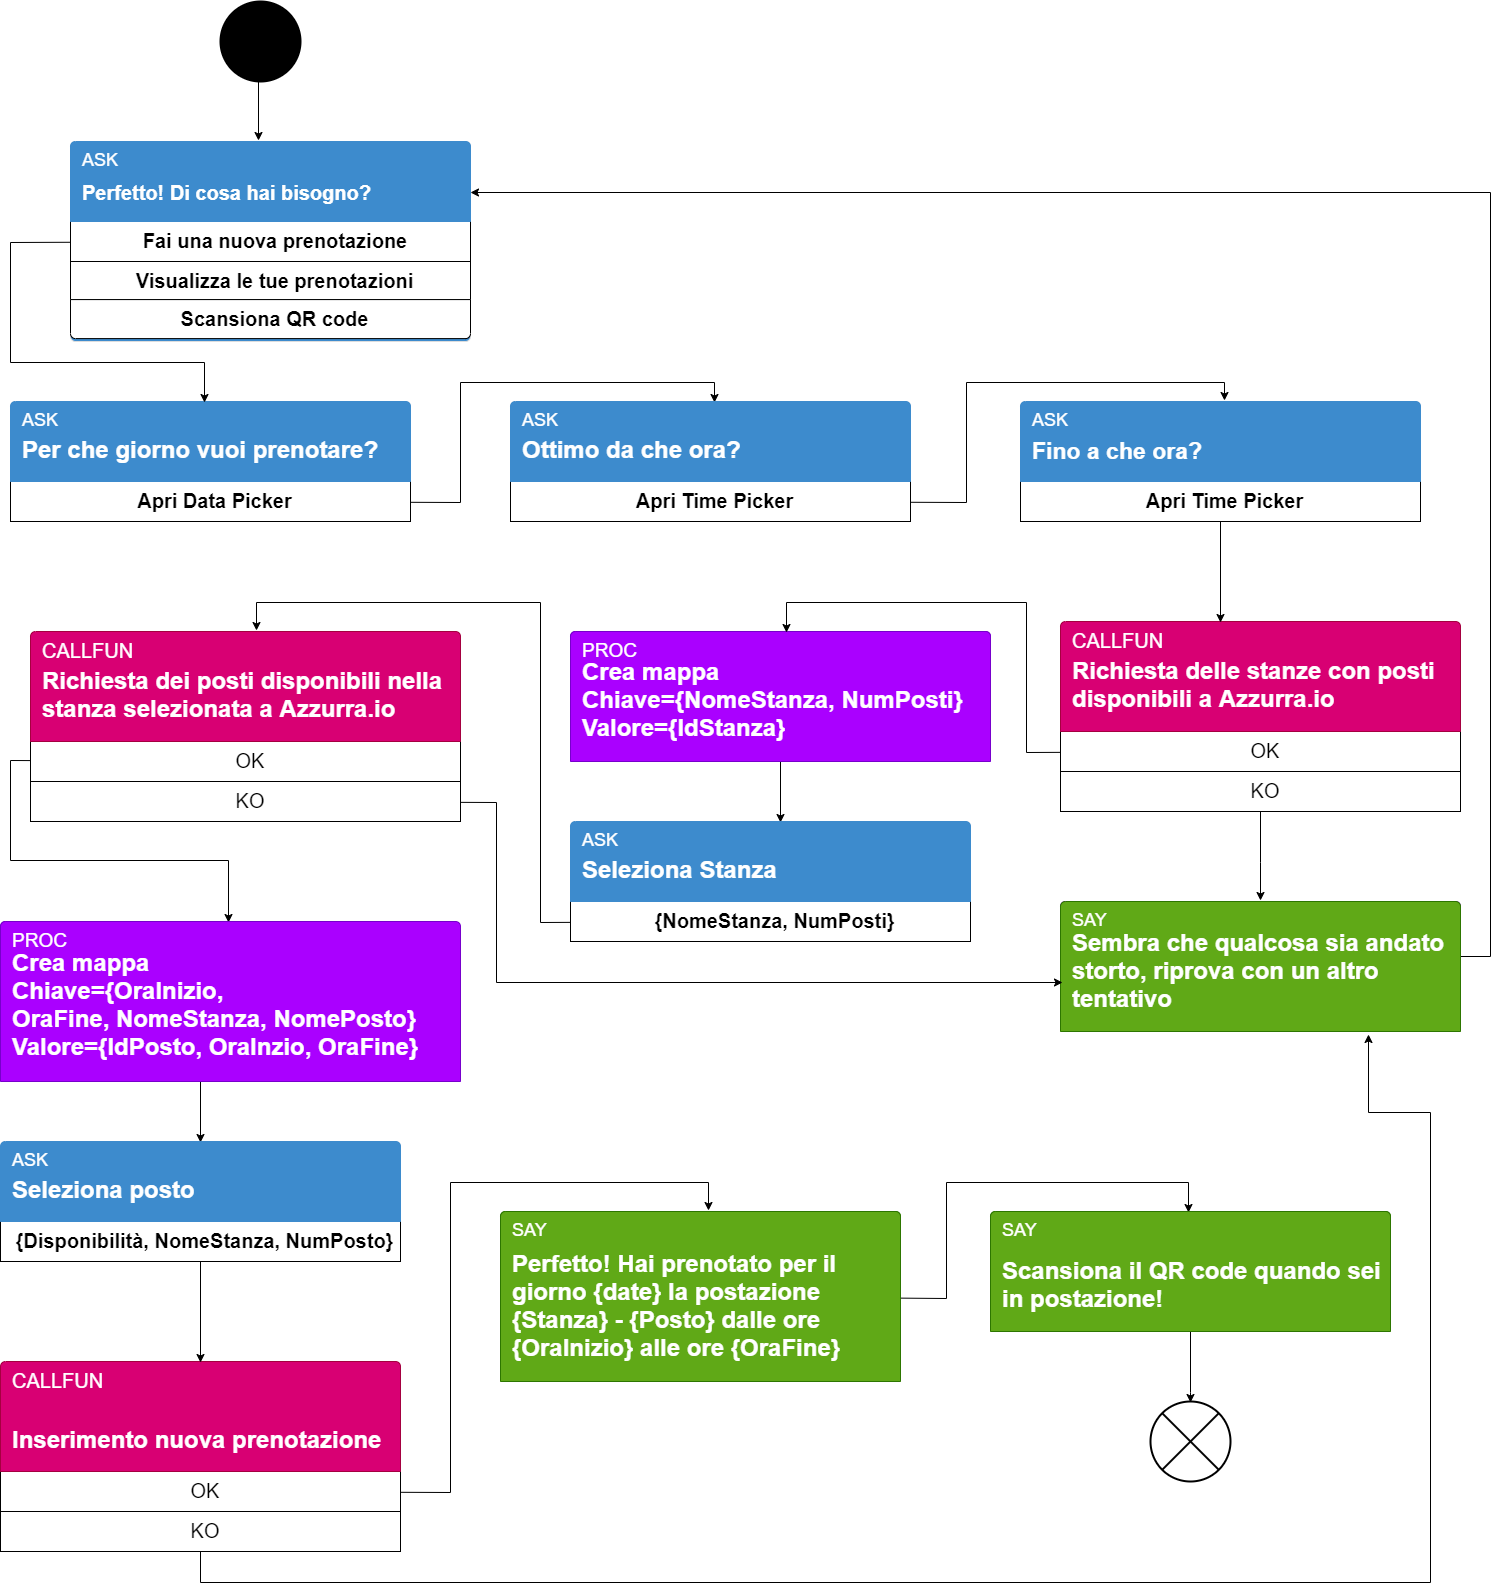 ASK
Perfetto! Di cosa hai bisogno?
Fai una nuova prenotazione
Visualizza le tue prenotazioni
Scansiona QR code
ASK
Per che giorno vuoi prenotare?
Apri Data Picker
ASK
Ottimo da che ora?
Apri Time Picker
ASK
Fino a che ora?
Apri Time Picker
CALLFUN
Richiesta dei posti disponibili nella
stanza selezionata a Azzurra.io
OK
KO
PROC
Crea mappa
Chiave={NomeStanza, NumPosti}
Valore={IdStanza}
CALLFUN
Richiesta delle stanze con posti
disponibili a Azzurra.io
OK
KO
ASK
Seleziona Stanza
{NomeStanza, NumPosti}
SAY
Sembra che qualcosa sia andato
storto, riprova con un altro
tentativo
PROC
Crea mappa
Chiave={OraInizio,
OraFine, NomeStanza, NomePosto}
Valore={IdPosto, OraInzio, OraFine}
ASK
Seleziona posto
{Disponibilità, NomeStanza, NumPosto}
SAY
Perfetto! Hai prenotato per il
giorno {date} la postazione
{Stanza} - {Posto} dalle ore
{OraInizio} alle ore {OraFine}
SAY
Scansiona il QR code quando sei
in postazione!
CALLFUN
Inserimento nuova prenotazione
OK
KO